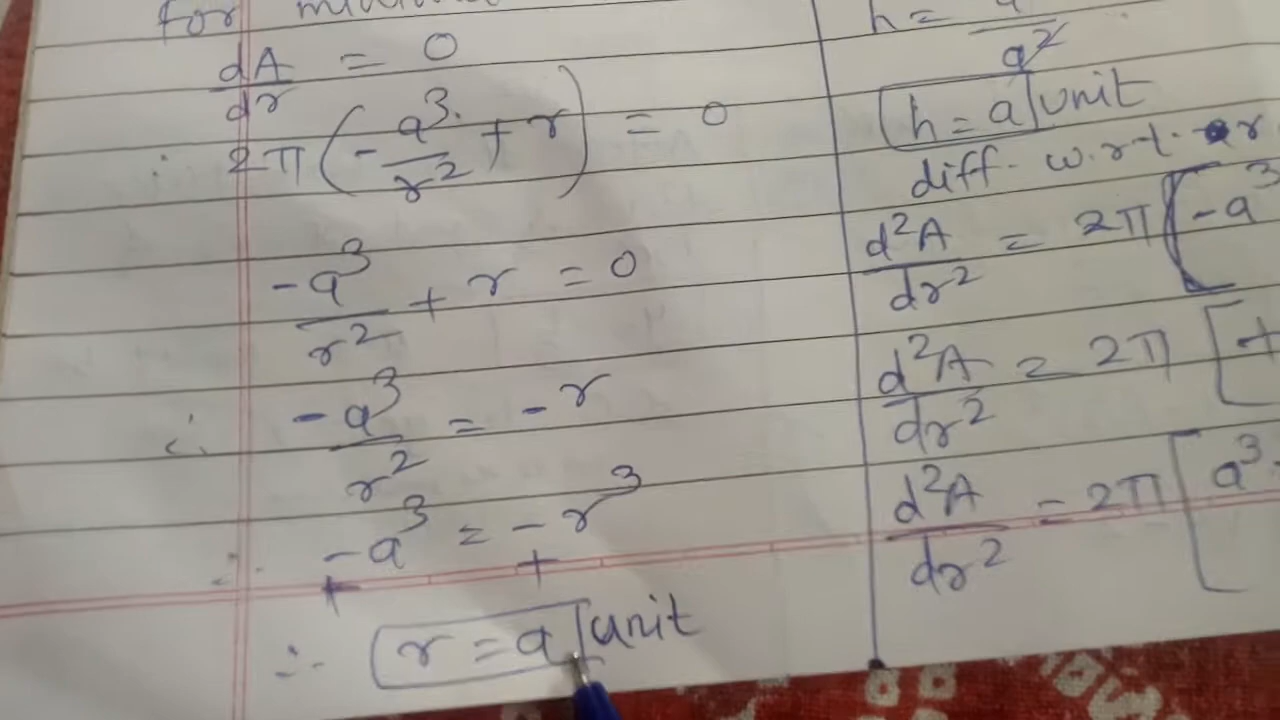 for
dA/dr = 0
∴ 2π(-a³/r² + r) = 0
-a³/r² + r = 0
∴ -a³/r² = -r
∴ -a³ = -r³
+ +
∴ r = a unit
h =
a²
h = a unit
diff. w.r.t. r
d²A/dr² = 2π[-a³
d²A/dr² = 2π[+
d²A/dr² = 2π[a³.